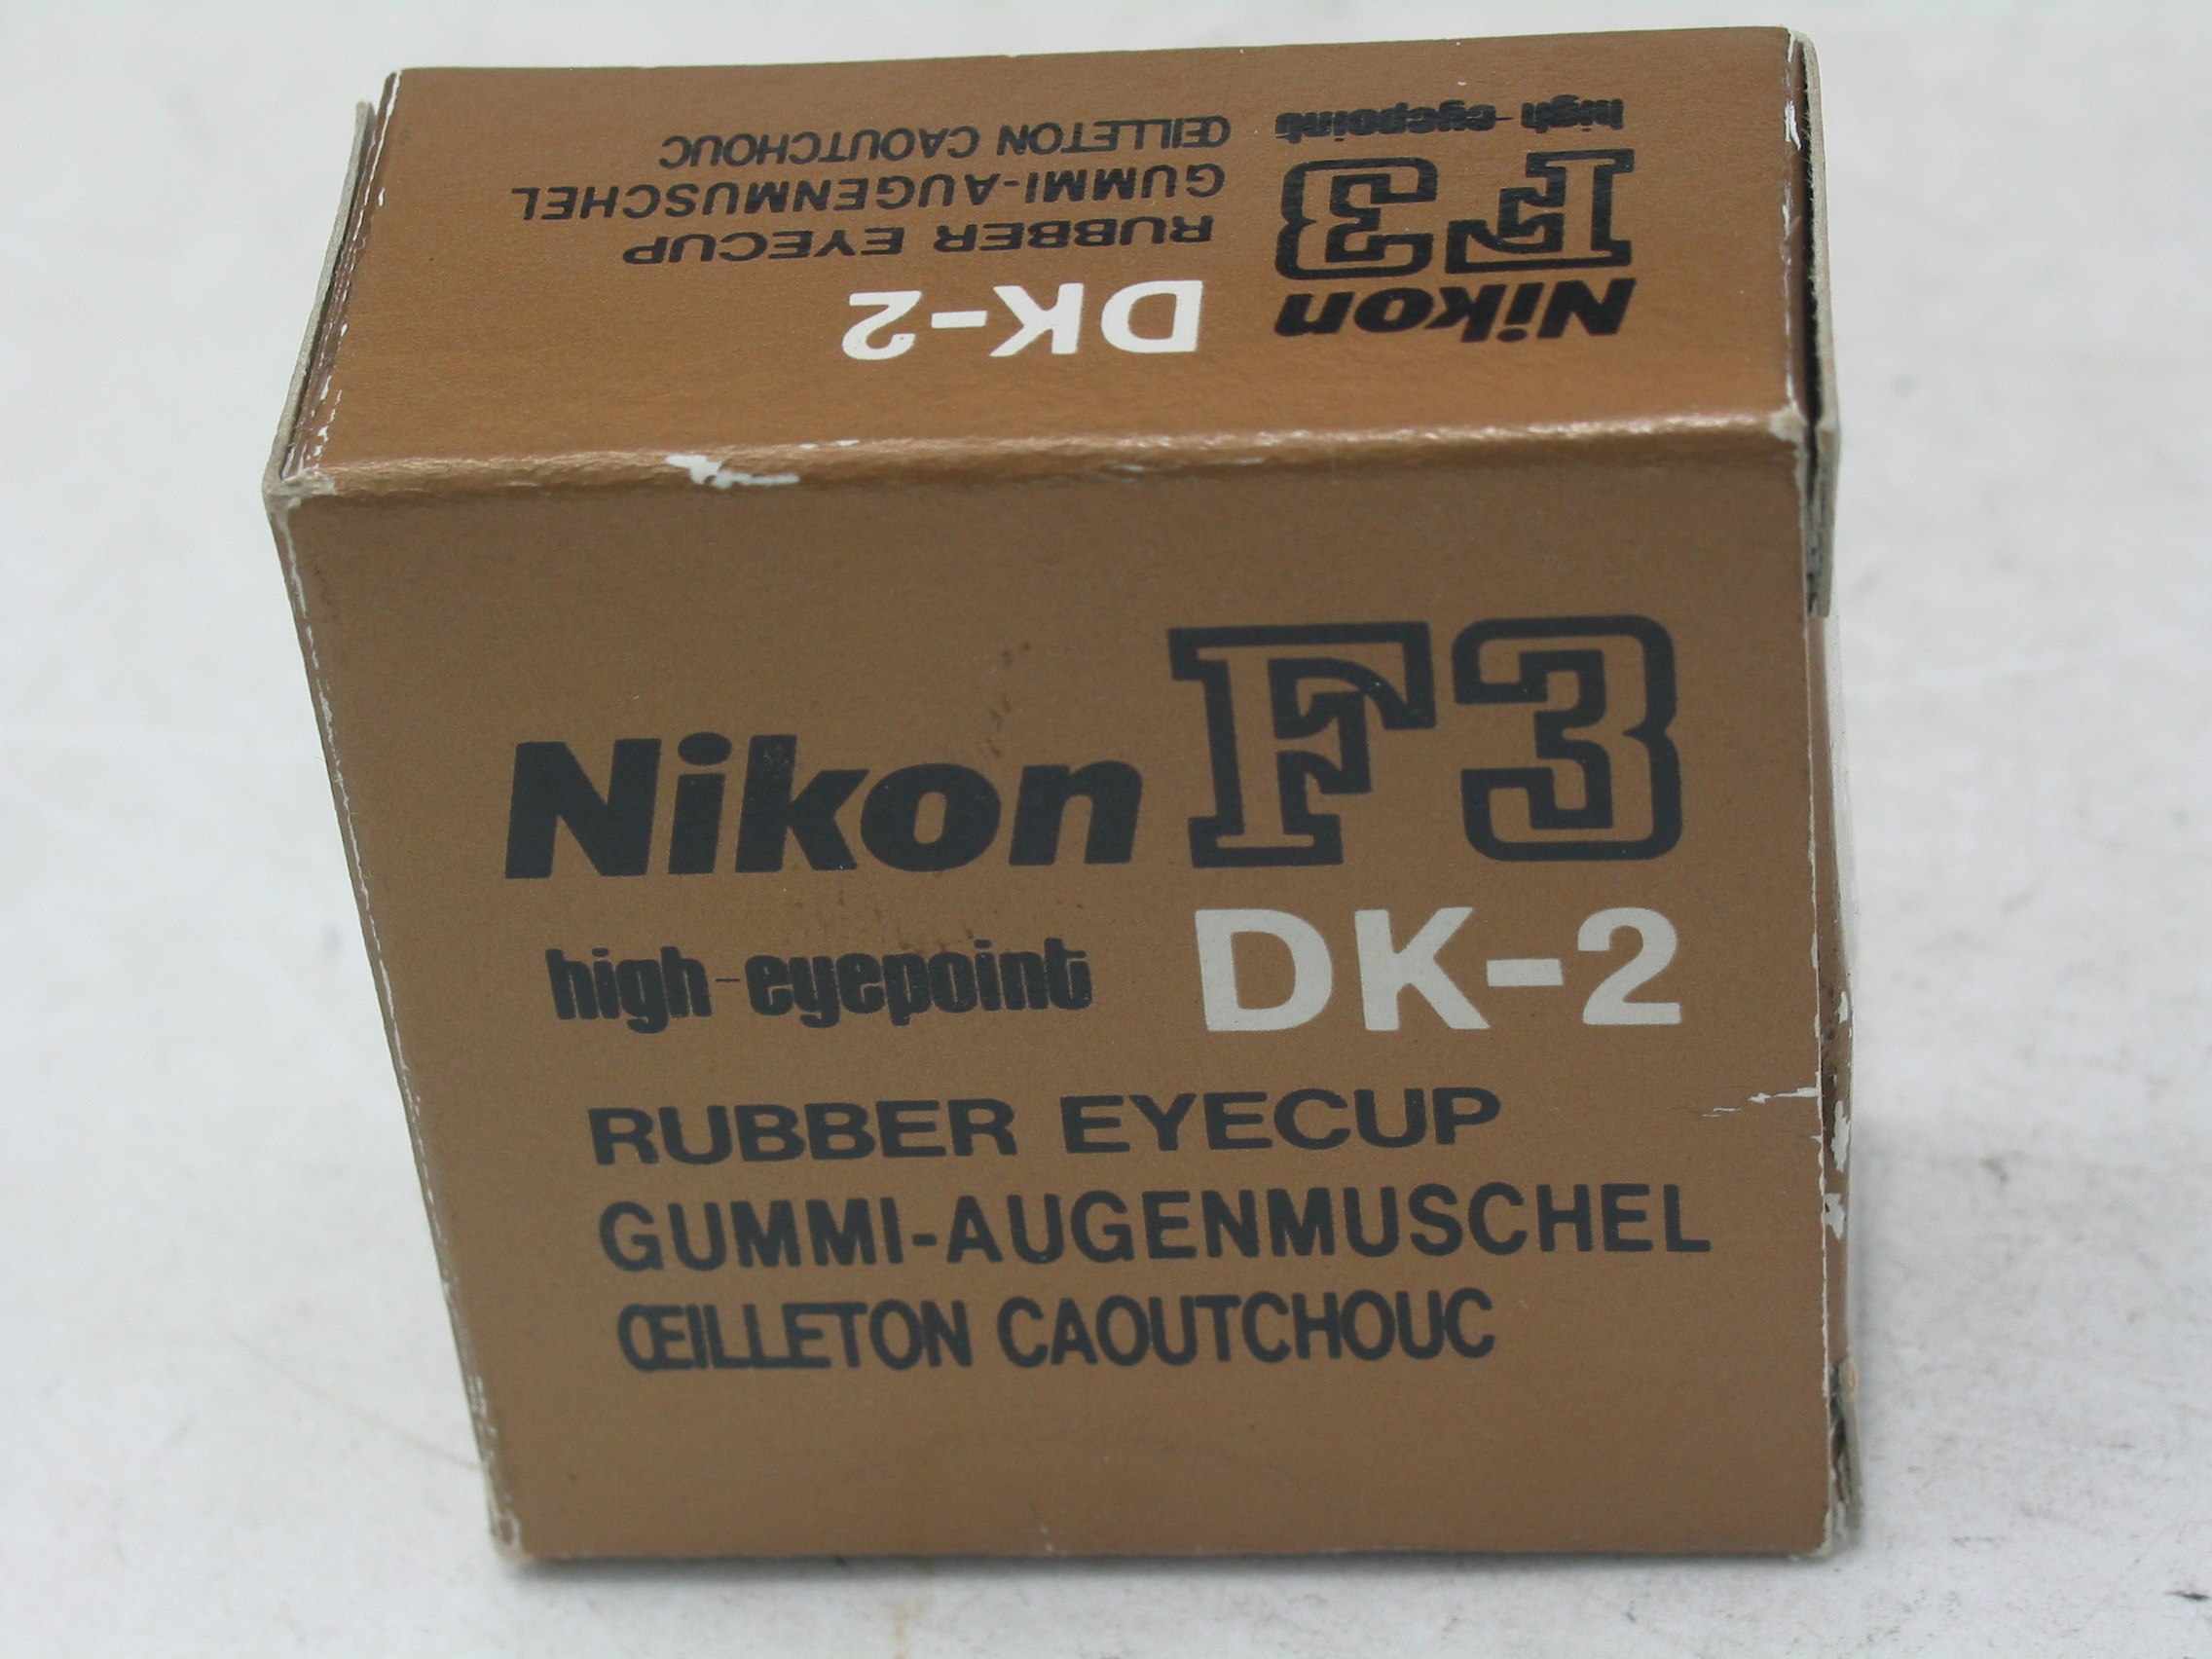 Nikon
F3
high-eyepoint
DK-2
RUBBER EYECUP
GUMMI-AUGENMUSCHEL
ŒILLETON CAOUTCHOUC
Nikon F3
high-eyepoint DK-2
RUBBER EYECUP
GUMMI-AUGENMUSCHEL
ŒILLETON CAOUTCHOUC